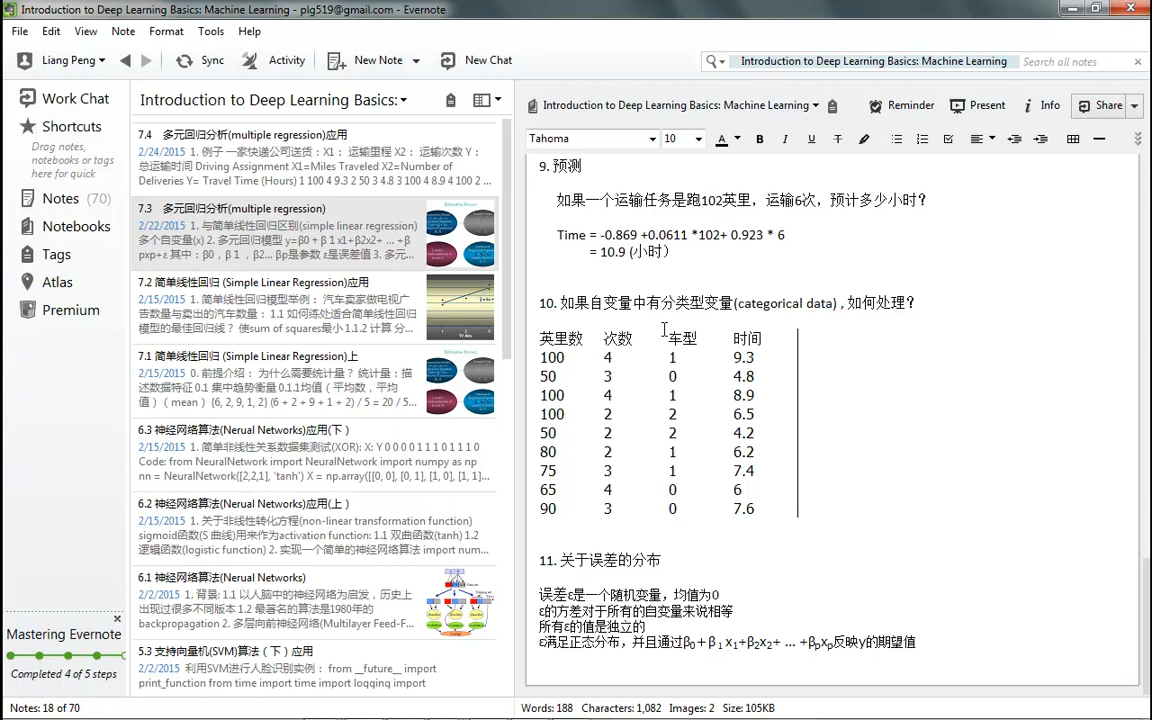 Introduction to Deep Learning Basics: Machine Learning - plg519@gmail.com - Evernote
File Edit View Note Format Tools Help
Liang Peng Sync Activity New Note New Chat
Introduction to Deep Learning Basics: Machine Learning Search all notes
Work Chat
Shortcuts
Drag notes,
notebooks or tags
here for quick
Notes (70)
Notebooks
Tags
Atlas
Premium
Mastering Evernote
Completed 4 of 5 steps
Introduction to Deep Learning Basics:
7.4 多元回归分析(multiple regression)应用
2/24/2015 1. 例子 一家快递公司送货：X1： 运输里程 X2： 运输次数 Y：
总运输时间 Driving Assignment X1=Miles Traveled X2=Number of
Deliveries Y= Travel Time (Hours) 1 100 4 9.3 2 50 3 4.8 3 100 4 8.9 4 100 2 ...
7.3 多元回归分析(multiple regression)
2/22/2015 1. 与简单线性回归区别(simple linear regression)
多个自变量(x) 2. 多元回归模型 y=β0＋β１x1+β2x2+ ... +β
pxp+ε 其中：β0，β１，β2... βp是参数 ε是误差值 3. 多元...
7.2 简单线性回归 (Simple Linear Regression)应用
2/15/2015 1. 简单线性回归模型举例： 汽车卖家做电视广
告数量与卖出的汽车数量： 1.1 如何练处适合简单线性回归
模型的最佳回归线？ 使sum of squares最小 1.1.2 计算 分...
7.1 简单线性回归 (Simple Linear Regression)上
2/15/2015 0. 前提介绍： 为什么需要统计量？ 统计量：描
述数据特征 0.1 集中趋势衡量 0.1.1均值（平均数，平均
值）（mean） {6, 2, 9, 1, 2} (6 + 2 + 9 + 1 + 2) / 5 = 20 / 5...
6.3 神经网络算法(Nerual Networks)应用(下)
2/15/2015 1. 简单非线性关系数据集测试(XOR): X: Y 0 0 0 0 1 1 1 0 1 1 1 0
Code: from NeuralNetwork import NeuralNetwork import numpy as np
nn = NeuralNetwork([2,2,1], 'tanh') X = np.array([[0, 0], [0, 1], [1, 0], [1, 1]...
6.2 神经网络算法(Nerual Networks)应用(上)
2/15/2015 1. 关于非线性转化方程(non-linear transformation function)
sigmoid函数(S 曲线)用来作为activation function: 1.1 双曲函数(tanh) 1.2
逻辑函数(logistic function) 2. 实现一个简单的神经网络算法 import num...
6.1 神经网络算法(Nerual Networks)
2/2/2015 1. 背景: 1.1 以人脑中的神经网络为启发，历史上
出现过很多不同版本 1.2 最著名的算法是1980年的
backpropagation 2. 多层向前神经网络(Multilayer Feed-F...
5.3 支持向量机(SVM)算法（下）应用
2/2/2015 利用SVM进行人脸识别实例： from __future__ import
print_function from time import time import logging import
Notes: 18 of 70
Introduction to Deep Learning Basics: Machine Learning Reminder Present Info Share
Tahoma 10 A B I U T
9. 预测
如果一个运输任务是跑102英里，运输6次，预计多少小时？
Time = -0.869 +0.0611 *102+ 0.923 * 6
= 10.9 (小时）
10. 如果自变量中有分类型变量(categorical data) , 如何处理？
英里数 次数 车型 时间
100 4 1 9.3
50 3 0 4.8
100 4 1 8.9
100 2 2 6.5
50 2 2 4.2
80 2 1 6.2
75 3 1 7.4
65 4 0 6
90 3 0 7.6
11. 关于误差的分布
误差ε是一个随机变量，均值为0
ε的方差对于所有的自变量来说相等
所有ε的值是独立的
ε满足正态分布，并且通过β0＋β１x1+β2x2+ ... +βpxp反映y的期望值
Words: 188 Characters: 1,082 Images: 2 Size: 105KB